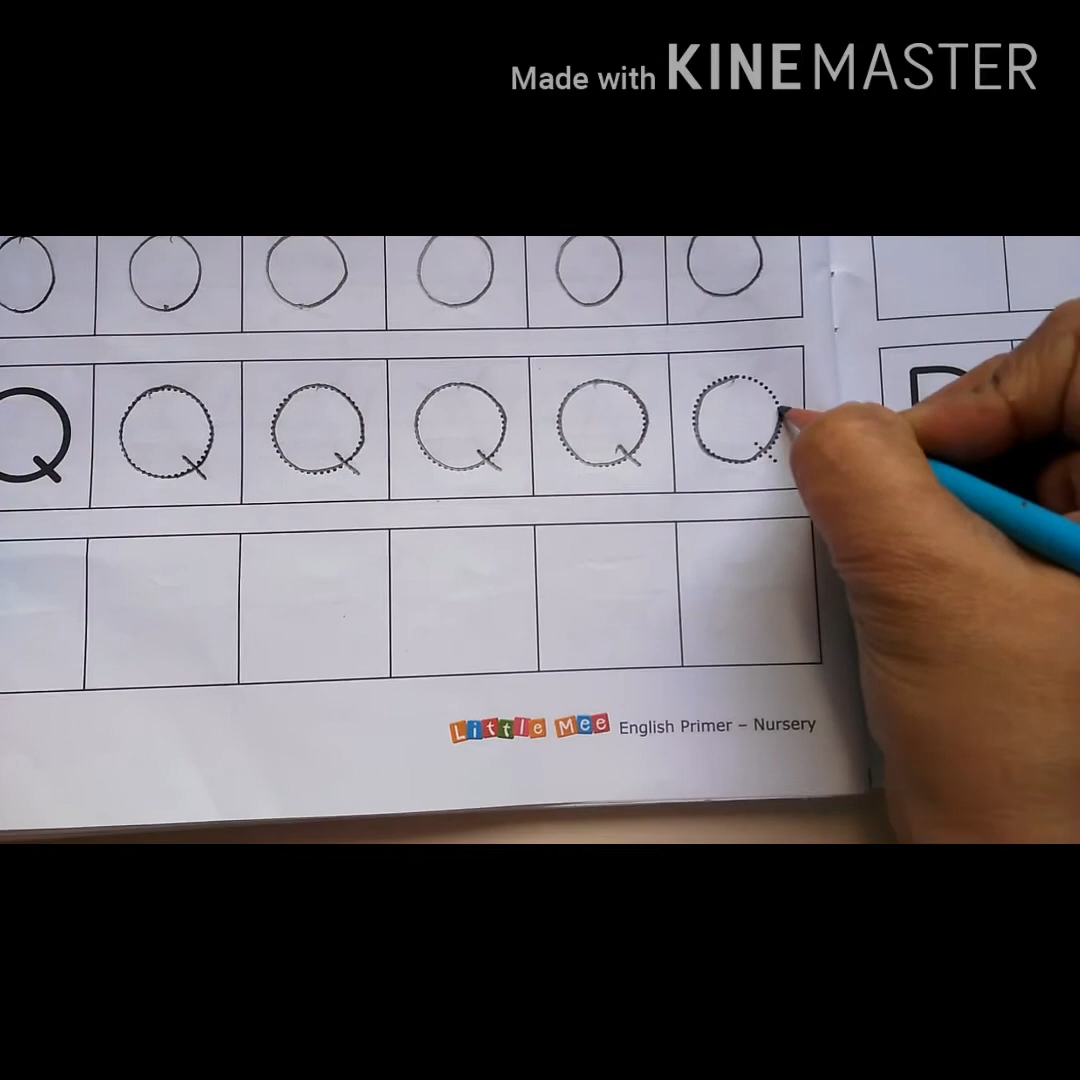 Made with KINEMASTER
O O O O O O
Q Q Q Q Q Q
Little Mee English Primer – Nursery